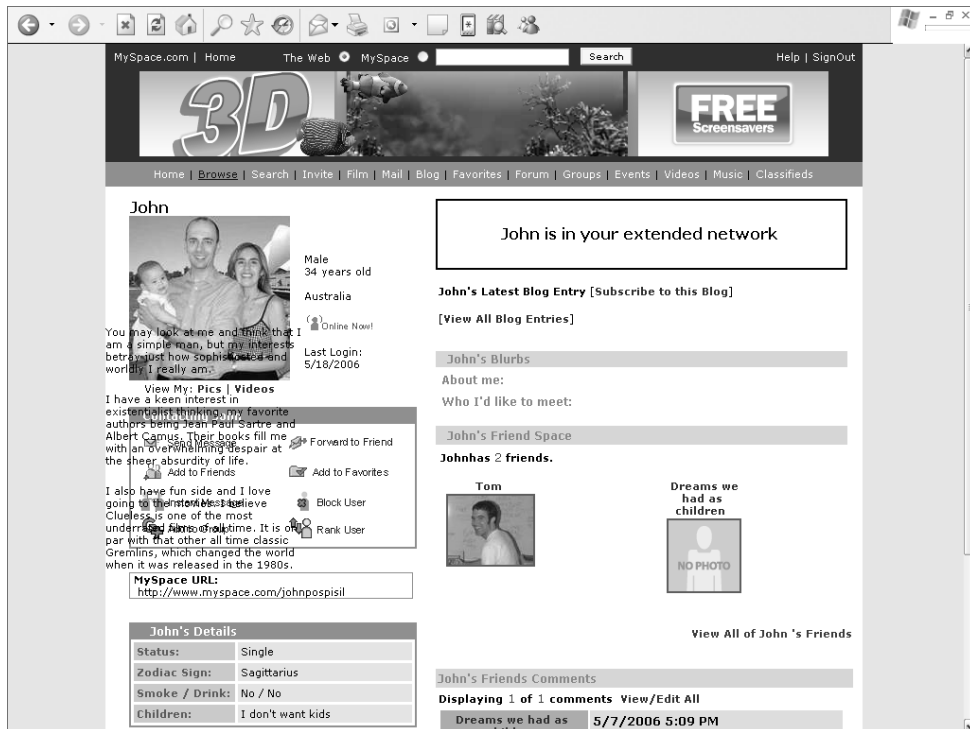 MySpace.com | Home The Web MySpace Search Help | SignOut
3D
FREE
Screensavers
Home | Browse | Search | Invite | Film | Mail | Blog | Favorites | Forum | Groups | Events | Videos | Music | Classifieds
John
Male
34 years old
Australia
Online Now!
Last Login:
5/18/2006
You may look at me and think that I
am a simple man, but my interests
betray just how sophisticated and
worldly I really am.
View My: Pics | Videos
I have a keen interest in
existentialist thinking, my favorite
authors being Jean Paul Sartre and
Albert Camus. Their books fill me
with an overwhelming despair at
the sheer absurdity of life.
I also have fun side and I love
going to the movies. I believe
Clueless is one of the most
underrated films of all time. It is on
par with that other all time classic
Gremlins, which changed the world
when it was released in the 1980s.
Contacting John
Send Message Forward to Friend
Add to Friends Add to Favorites
Instant Message Block User
Add to Group Rank User
MySpace URL:
http://www.myspace.com/johnpospisil
John's Details
Status: Single
Zodiac Sign: Sagittarius
Smoke / Drink: No / No
Children: I don't want kids
John is in your extended network
John's Latest Blog Entry [Subscribe to this Blog]
[View All Blog Entries]
John's Blurbs
About me:
Who I'd like to meet:
John's Friend Space
Johnhas 2 friends.
Tom
Dreams we
had as
children
NO PHOTO
View All of John 's Friends
John's Friends Comments
Displaying 1 of 1 comments View/Edit All
Dreams we had as 5/7/2006 5:09 PM